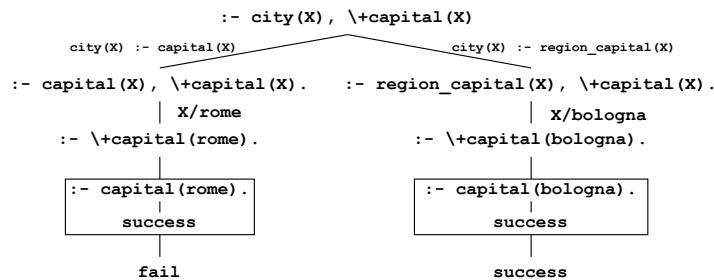 :- city(X), \+capital(X)
city(X) :- capital(X) city(X) :- region_capital(X)
:- capital(X), \+capital(X). :- region_capital(X), \+capital(X).
X/rome X/bologna
:- \+capital(rome). :- \+capital(bologna).
:- capital(rome). :- capital(bologna).
success success
fail success